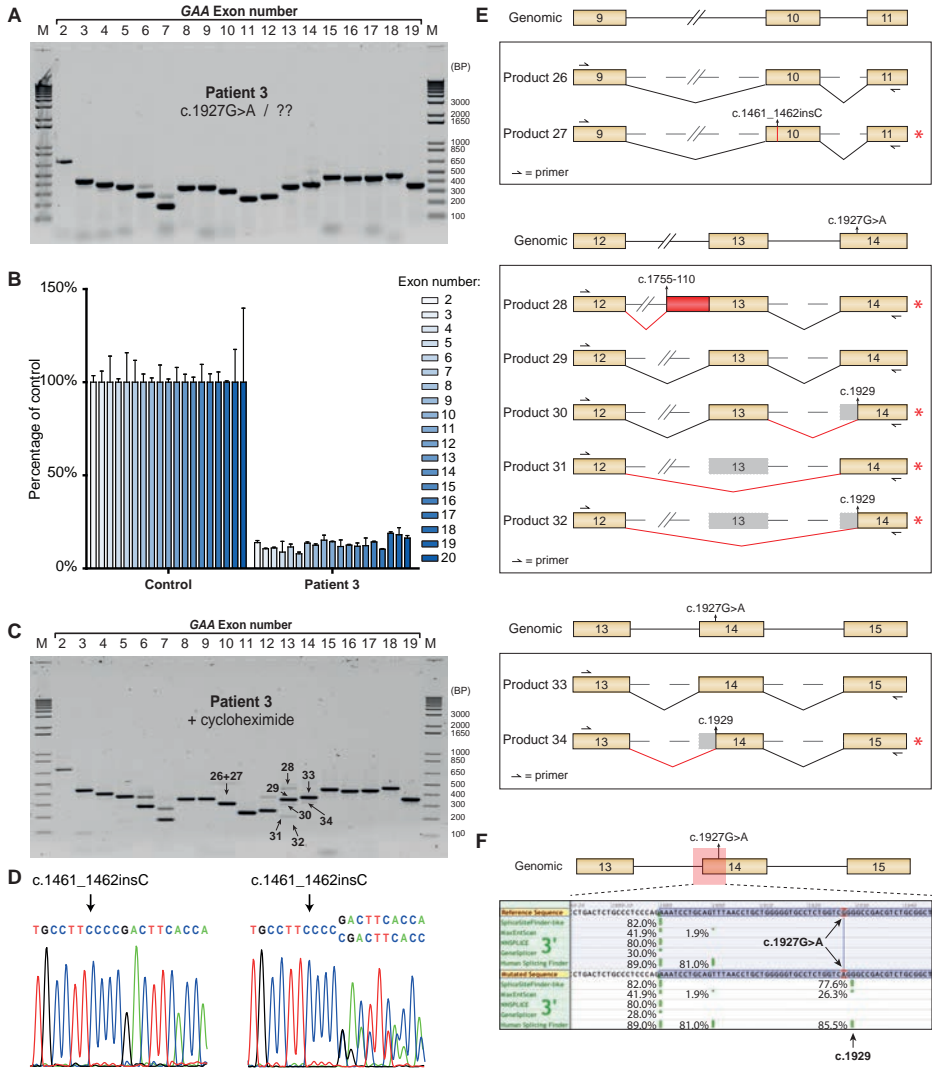 A
GAA Exon number
M 2 3 4 5 6 7 8 9 10 11 12 13 14 15 16 17 18 19 M
(BP)
Patient 3
c.1927G>A / ??
3000
2000
1650
1000
850
650
500
400
300
200
100
B
150%
100%
50%
0%
Percentage of control
Control
Patient 3
Exon number:
2
3
4
5
6
7
8
9
10
11
12
13
14
15
16
17
18
19
20
C
GAA Exon number
M 2 3 4 5 6 7 8 9 10 11 12 13 14 15 16 17 18 19 M
(BP)
Patient 3
+ cycloheximide
3000
2000
1650
1000
850
650
500
400
300
200
100
26+27
28
29
33
30
34
31
32
D
c.1461_1462insC
TGCCTTCCCCGACTTCACCA
c.1461_1462insC
GACTTCACCA
TGCCTTCCCC
CGACTTCACC
E
Genomic 9 10 11
Product 26 9 10 11
c.1461_1462insC
Product 27 9 10 11 *
= primer
c.1927G>A
Genomic 12 13 14
c.1755-110
Product 28 12 13 14 *
Product 29 12 13 14
c.1929
Product 30 12 13 14 *
Product 31 12 13 14 *
c.1929
Product 32 12 13 14 *
= primer
c.1927G>A
Genomic 13 14 15
Product 33 13 14 15
c.1929
Product 34 13 14 15 *
= primer
F
c.1927G>A
Genomic 13 14 15
Reference Sequence CTGACTCTGCCCTCCCAGAAATCCTGCAGTTTAACCTGCTGGGGGTGCCTCTGGTCGGGGCCGACGTCTGCGGCT
SpliceSiteFinder-like 82.0%
MaxEntScan 41.9% 1.9%
NNSPLICE 80.0%
GeneSplicer 30.0%
Human Splicing Finder 89.0% 81.0%
3'
c.1927G>A
Mutated Sequence CTGACTCTGCCCTCCCAGAAATCCTGCAGTTTAACCTGCTGGGGGTGCCTCTGGTCAGGGCCGACGTCTGCGGCT
SpliceSiteFinder-like 82.0% 77.6%
MaxEntScan 41.9% 1.9% 26.3%
NNSPLICE 80.0%
GeneSplicer 28.0%
Human Splicing Finder 89.0% 81.0% 85.5%
3'
c.1929